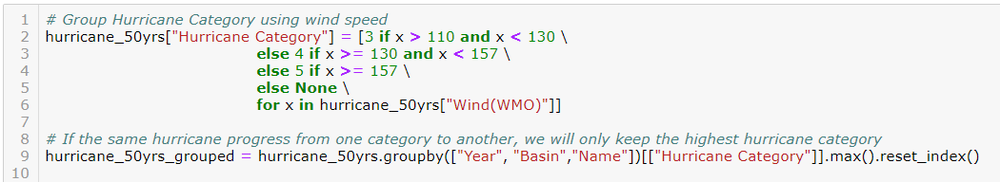 1 # Group Hurricane Category using wind speed
2 hurricane_50yrs["Hurricane Category"] = [3 if x > 110 and x < 130 \
3 else 4 if x >= 130 and x < 157 \
4 else 5 if x >= 157 \
5 else None \
6 for x in hurricane_50yrs["Wind(WMO)"]]
7
8 # If the same hurricane progress from one category to another, we will only keep the highest hurricane category
9 hurricane_50yrs_grouped = hurricane_50yrs.groupby(["Year", "Basin","Name"])[["Hurricane Category"]].max().reset_index()
10